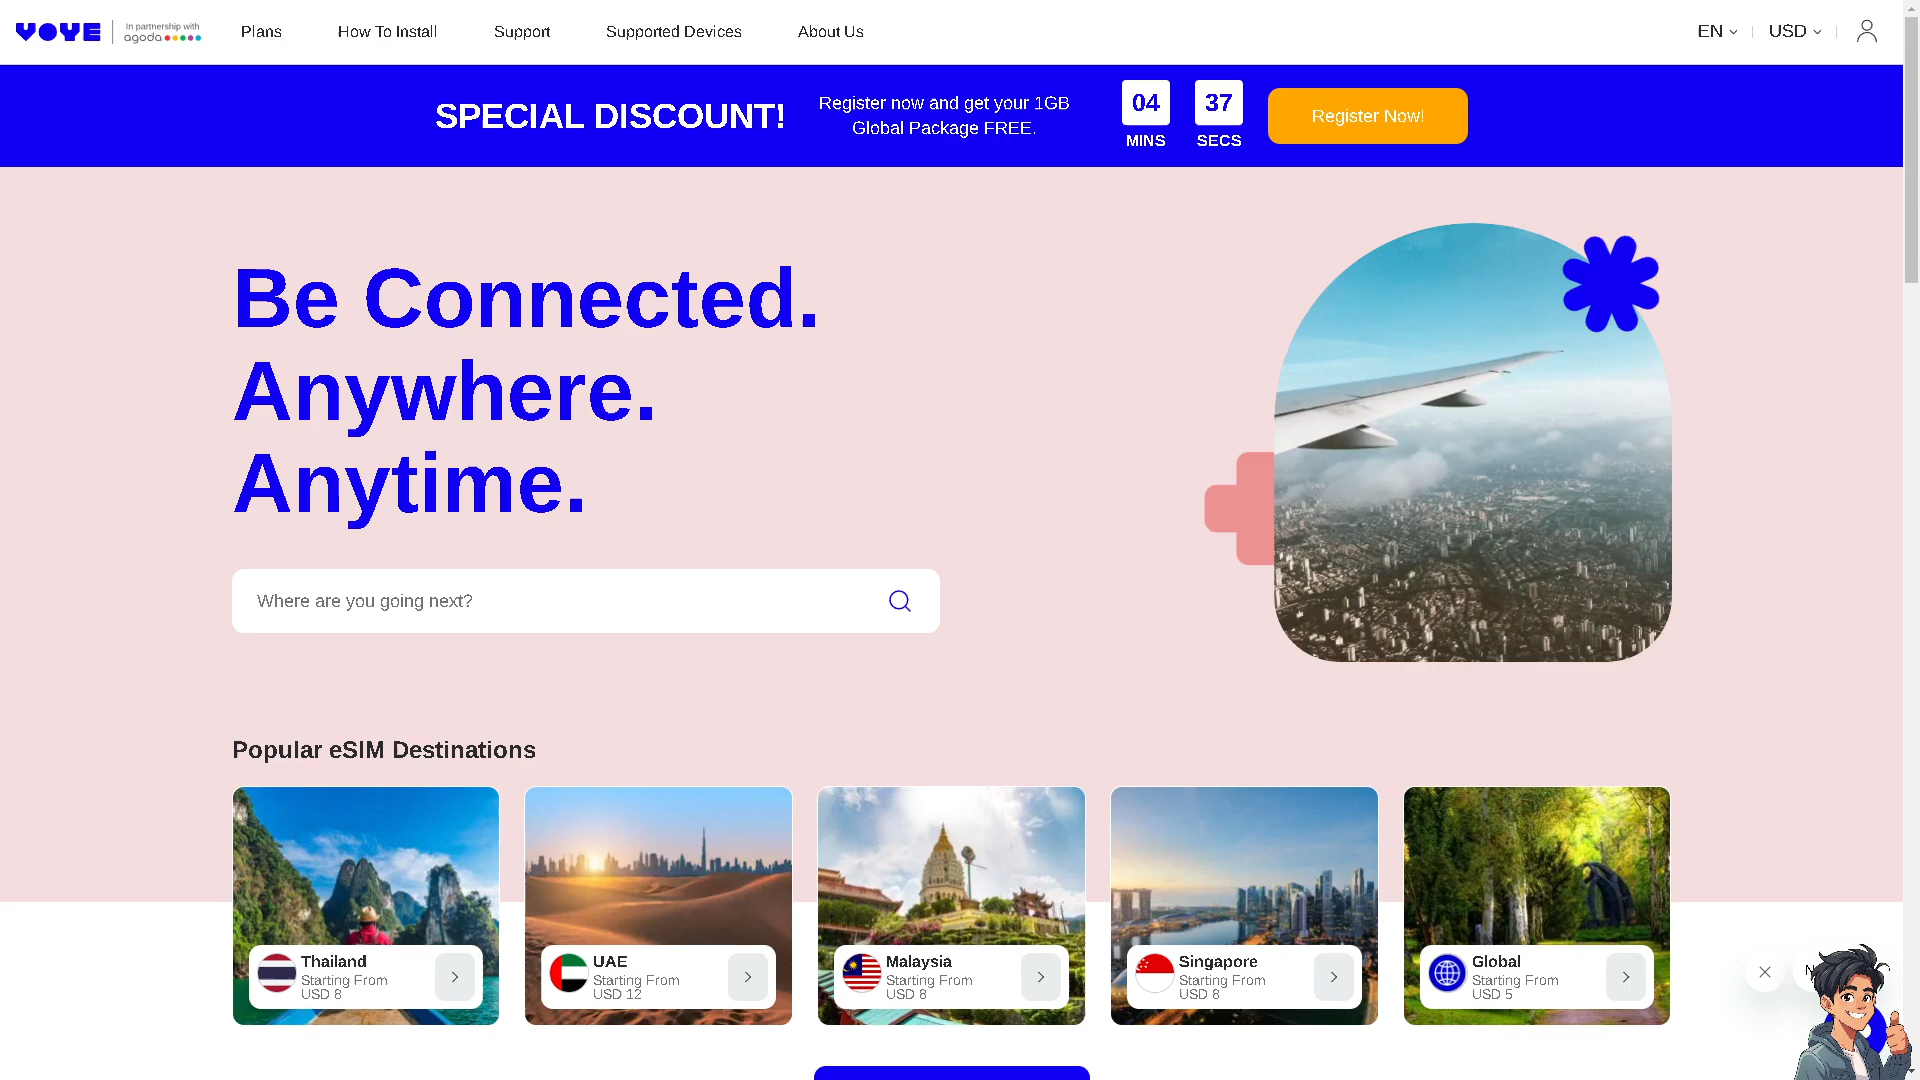 VOYE
In partnership with
agoda
Plans
How To Install
Support
Supported Devices
About Us
EN
USD
SPECIAL DISCOUNT!
Register now and get your 1GB
Global Package FREE.
04
MINS
37
SECS
Register Now!
Be Connected.
Anywhere.
Anytime.
Where are you going next?
Popular eSIM Destinations
Thailand
Starting From
USD 8
UAE
Starting From
USD 12
Malaysia
Starting From
USD 8
Singapore
Starting From
USD 8
Global
Starting From
USD 5